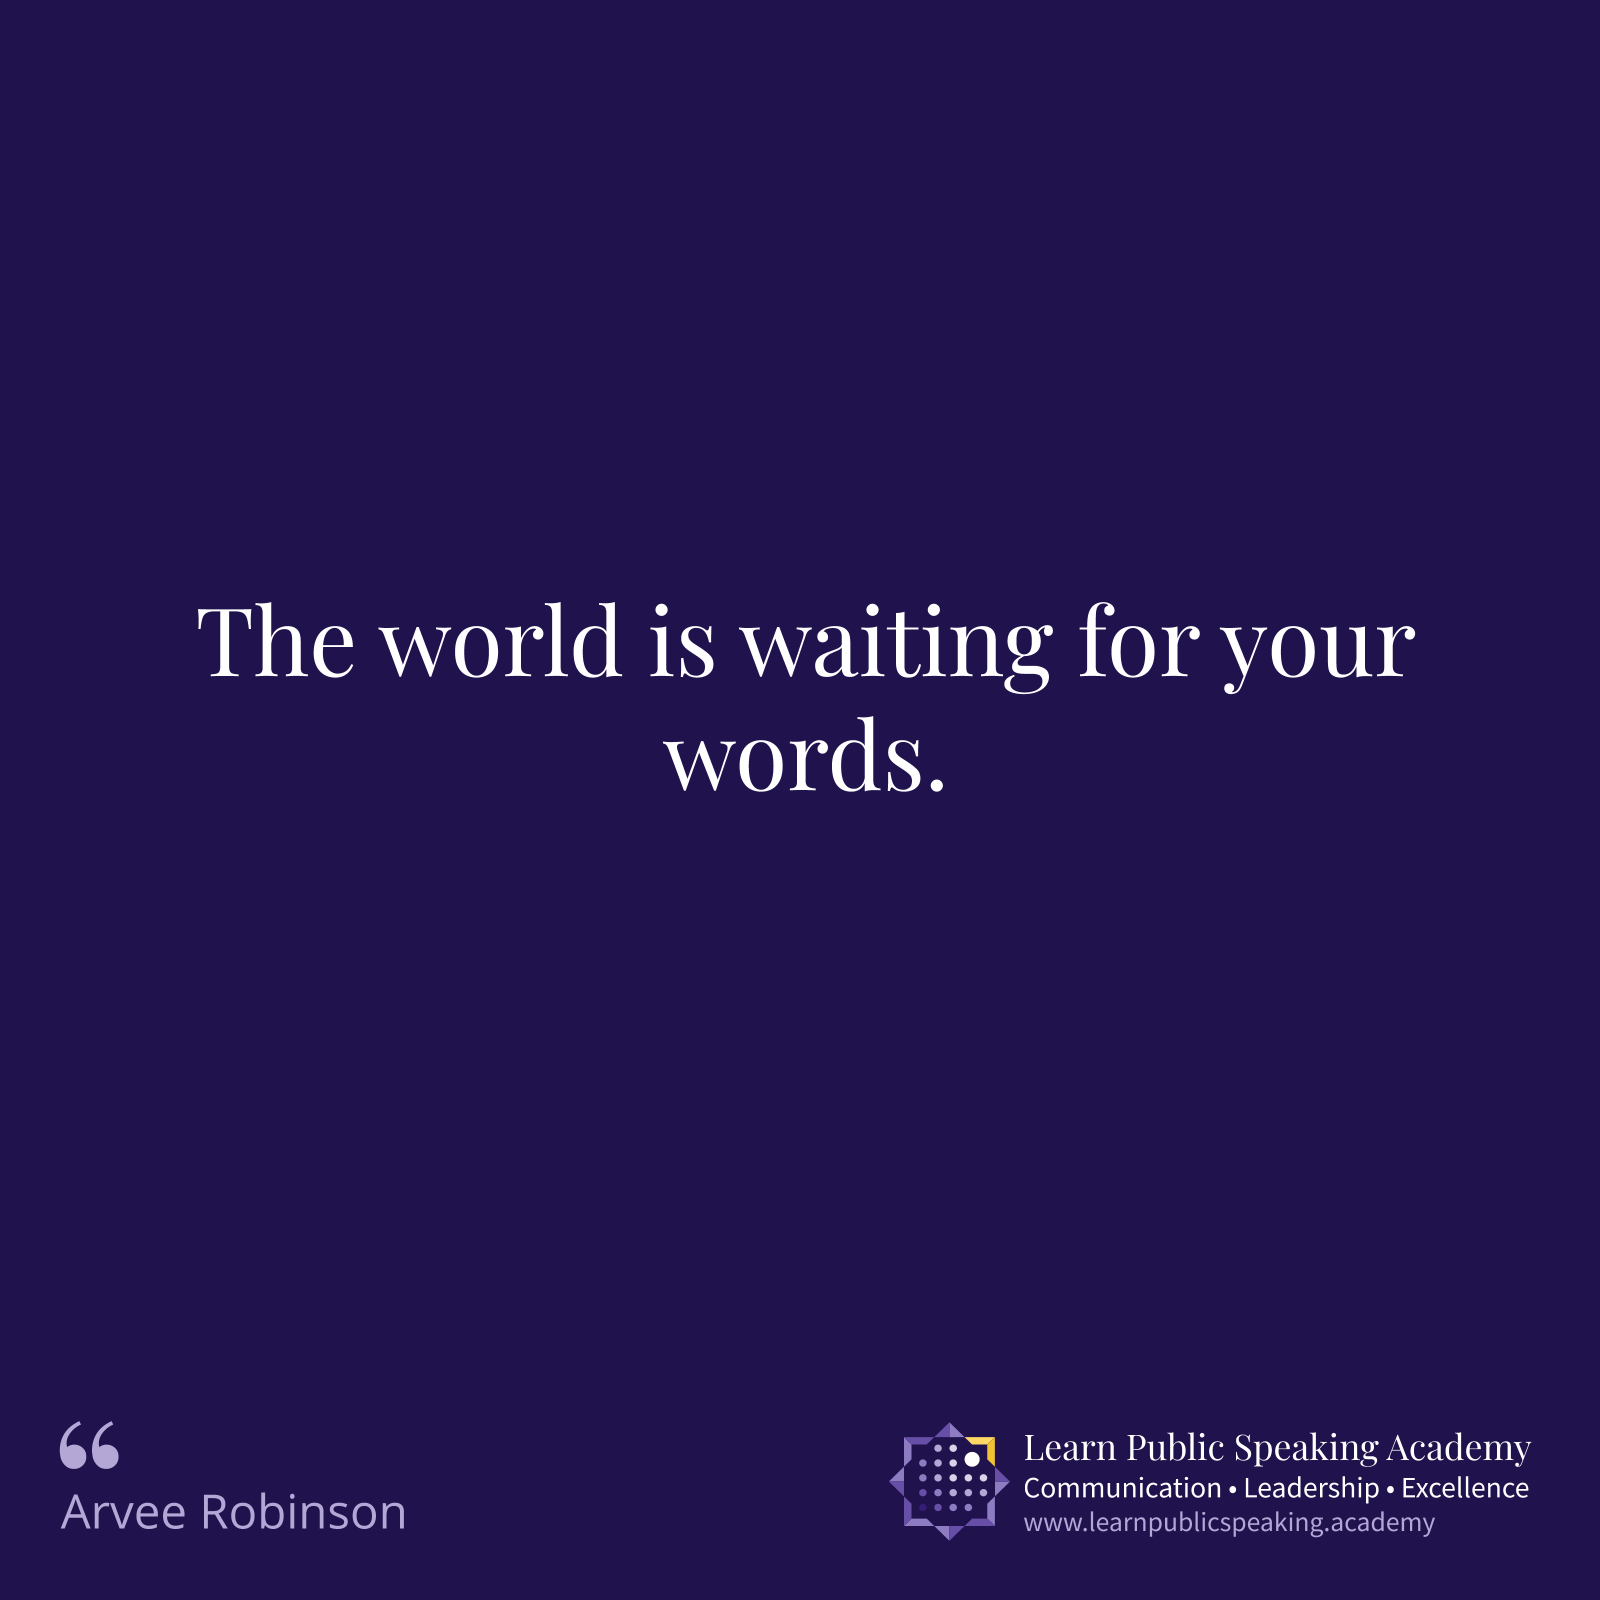 The world is waiting for your
words.
Arvee Robinson
Learn Public Speaking Academy
Communication • Leadership • Excellence
www.learnpublicspeaking.academy